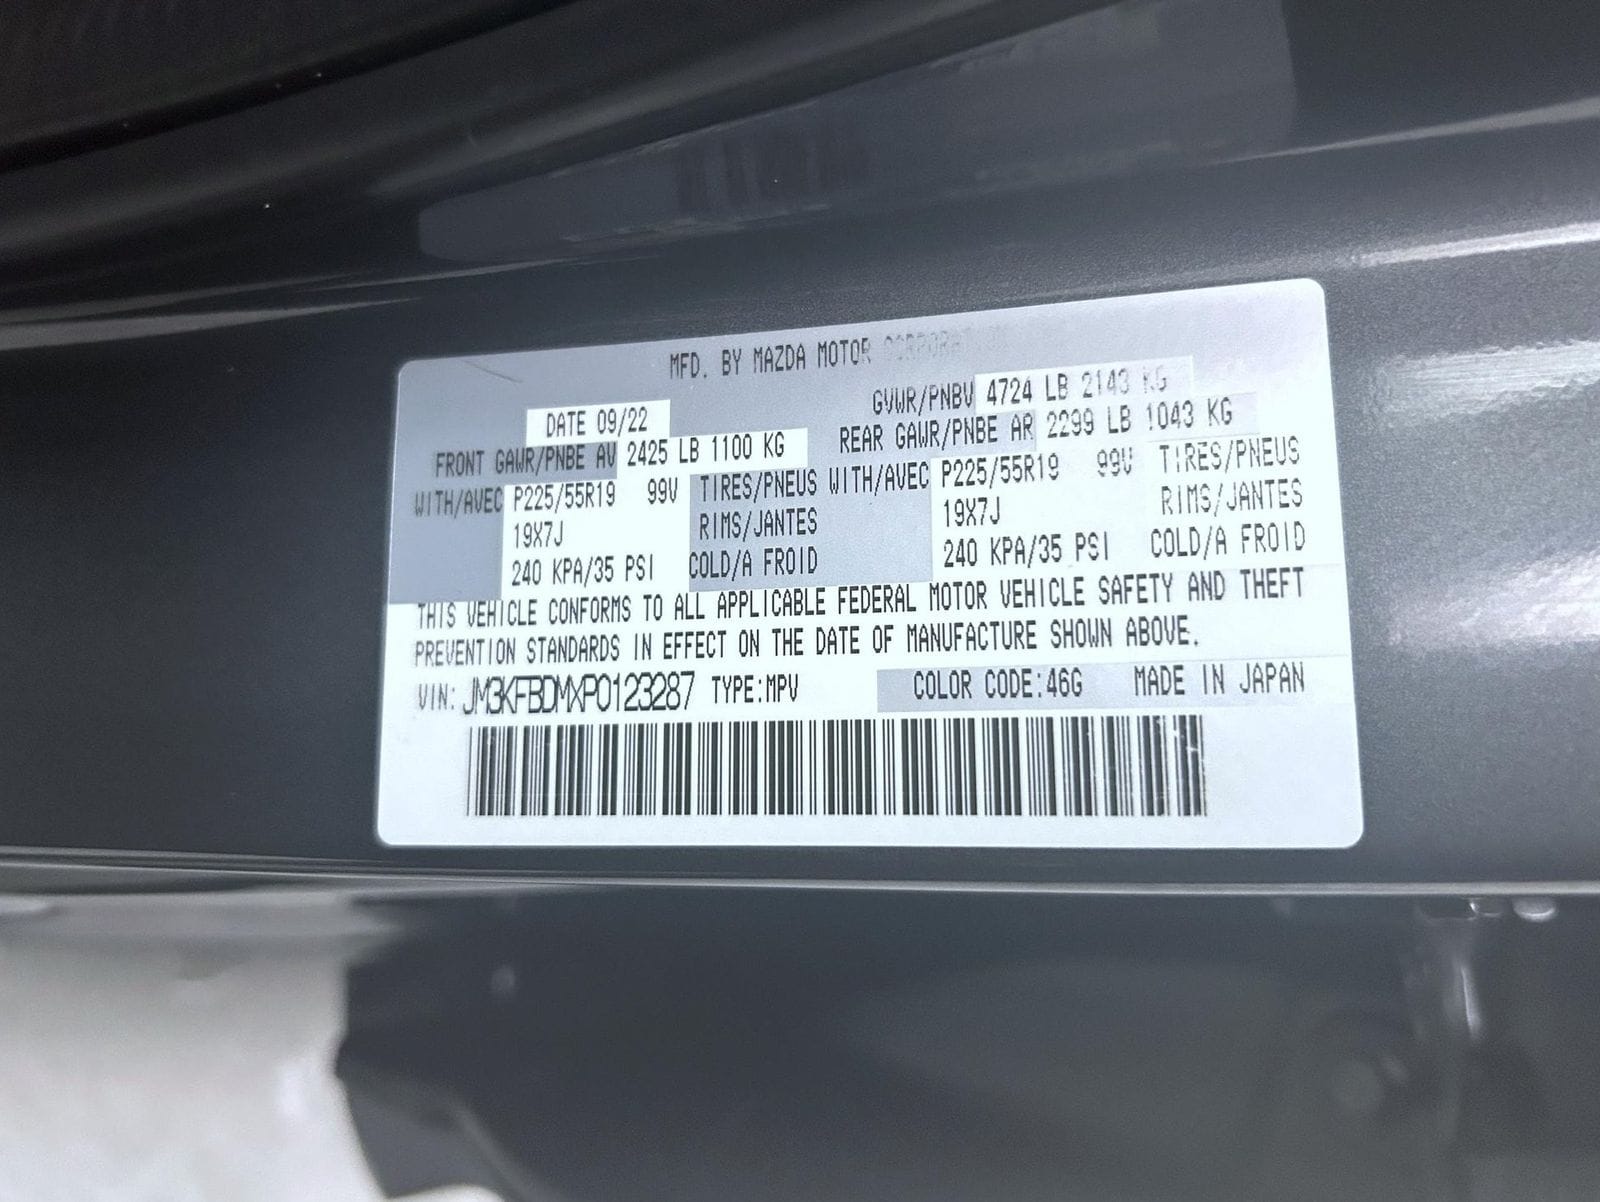 MFD. BY MAZDA MOTOR CORPORATION
DATE 09/22 GVWR/PNBV 4724 LB 2143 KG
FRONT GAWR/PNBE AV 2425 LB 1100 KG REAR GAWR/PNBE AR 2299 LB 1043 KG
WITH/AVEC P225/55R19 99V TIRES/PNEUS WITH/AVEC P225/55R19 99V TIRES/PNEUS
19X7J RIMS/JANTES 19X7J RIMS/JANTES
240 KPA/35 PSI COLD/A FROID 240 KPA/35 PSI COLD/A FROID
THIS VEHICLE CONFORMS TO ALL APPLICABLE FEDERAL MOTOR VEHICLE SAFETY AND THEFT
PREVENTION STANDARDS IN EFFECT ON THE DATE OF MANUFACTURE SHOWN ABOVE.
VIN: JM3KFBDMXP0123287 TYPE:MPV COLOR CODE:46G MADE IN JAPAN